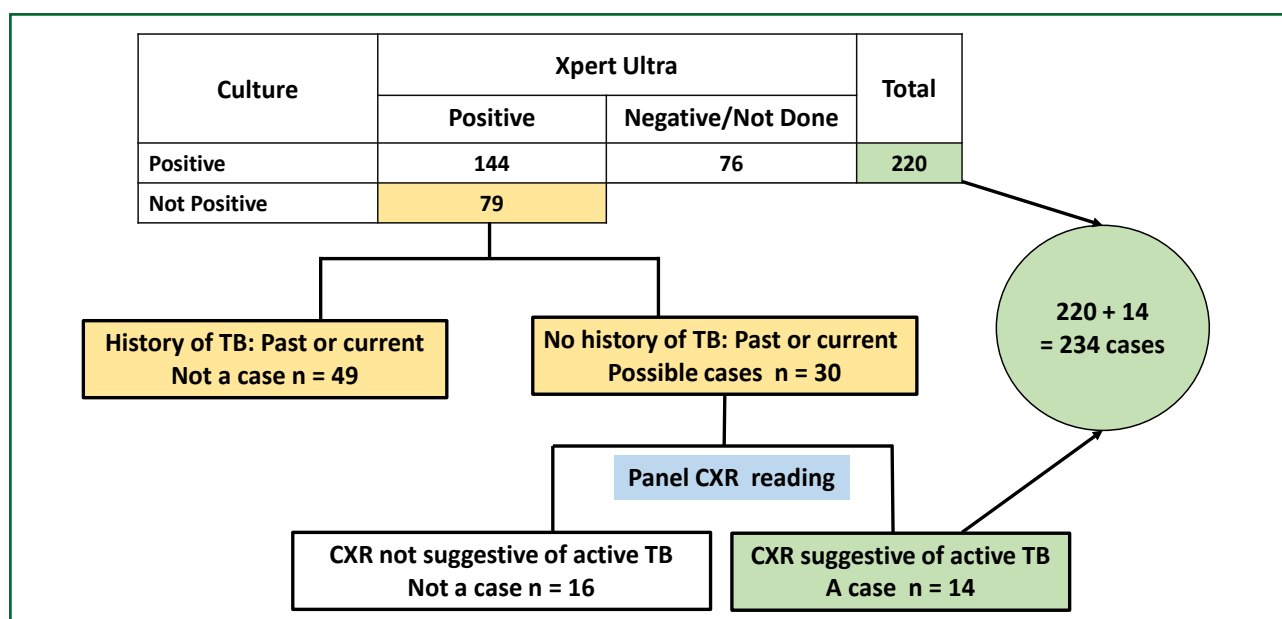 Culture
Xpert Ultra
Total
Positive
Negative/Not Done
Positive 144 76 220
Not Positive 79
History of TB: Past or current
Not a case n = 49
No history of TB: Past or current
Possible cases n = 30
220 + 14
= 234 cases
Panel CXR reading
CXR not suggestive of active TB
Not a case n = 16
CXR suggestive of active TB
A case n = 14